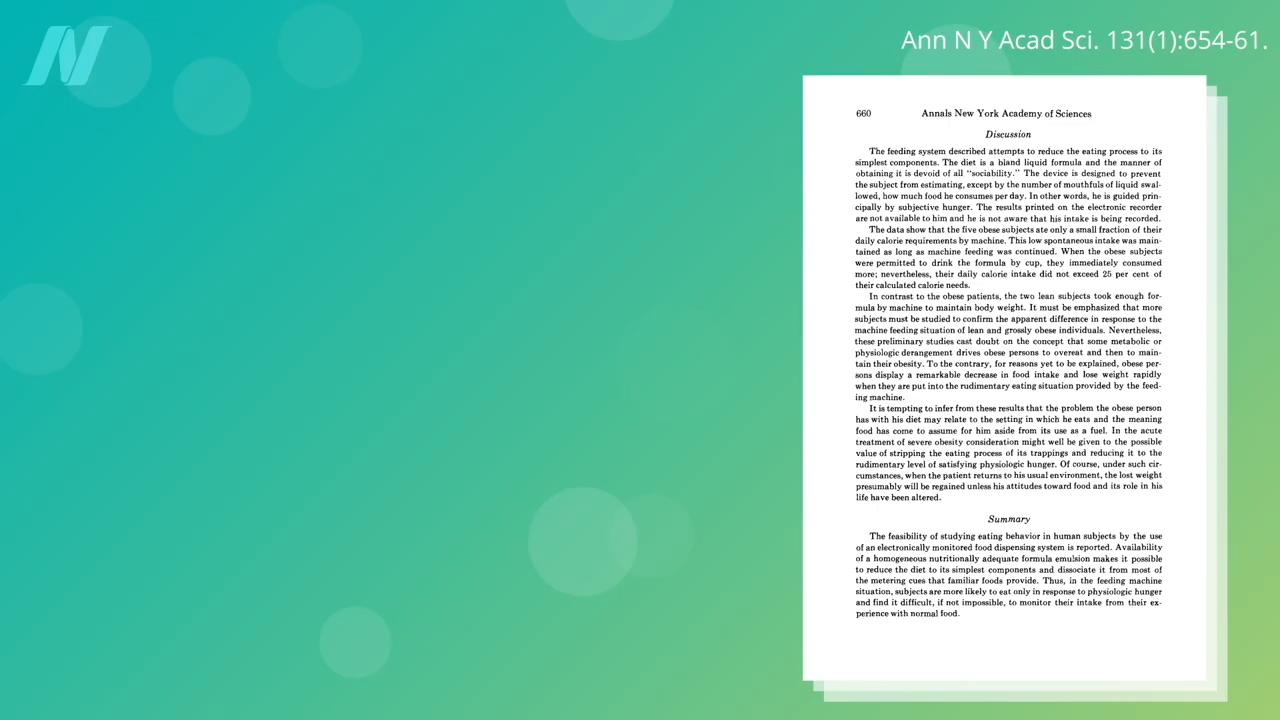 N
Ann N Y Acad Sci. 131(1):654-61.
660 Annals New York Academy of Sciences
Discussion
The feeding system described attempts to reduce the eating process to its
simplest components. The diet is a bland liquid formula and the manner of
obtaining it is devoid of all "sociability." The device is designed to prevent
the subject from estimating, except by the number of mouthfuls of liquid swal-
lowed, how much food he consumes per day. In other words, he is guided prin-
cipally by subjective hunger. The results printed on the electronic recorder
are not available to him and he is not aware that his intake is being recorded.
The data show that the five obese subjects ate only a small fraction of their
daily calorie requirements by machine. This low spontaneous intake was main-
tained as long as machine feeding was continued. When the obese subjects
were permitted to drink the formula by cup, they immediately consumed
more; nevertheless, their daily calorie intake did not exceed 25 per cent of
their calculated calorie needs.
In contrast to the obese patients, the two lean subjects took enough for-
mula by machine to maintain body weight. It must be emphasized that more
subjects must be studied to confirm the apparent difference in response to the
machine feeding situation of lean and grossly obese individuals. Nevertheless,
these preliminary studies cast doubt on the concept that some metabolic or
physiologic derangement drives obese persons to overeat and then to main-
tain their obesity. To the contrary, for reasons yet to be explained, obese per-
sons display a remarkable decrease in food intake and lose weight rapidly
when they are put into the rudimentary eating situation provided by the feed-
ing machine.
It is tempting to infer from these results that the problem the obese person
has with his diet may relate to the setting in which he eats and the meaning
food has come to assume for him aside from its use as a fuel. In the acute
treatment of severe obesity consideration might well be given to the possible
value of stripping the eating process of its trappings and reducing it to the
rudimentary level of satisfying physiologic hunger. Of course, under such cir-
cumstances, when the patient returns to his usual environment, the lost weight
presumably will be regained unless his attitudes toward food and its role in his
life have been altered.
Summary
The feasibility of studying eating behavior in human subjects by the use
of an electronically monitored food dispensing system is reported. Availability
of a homogeneous nutritionally adequate formula emulsion makes it possible
to reduce the diet to its simplest components and dissociate it from most of
the metering cues that familiar foods provide. Thus, in the feeding machine
situation, subjects are more likely to eat only in response to physiologic hunger
and find it difficult, if not impossible, to monitor their intake from their ex-
perience with normal food.